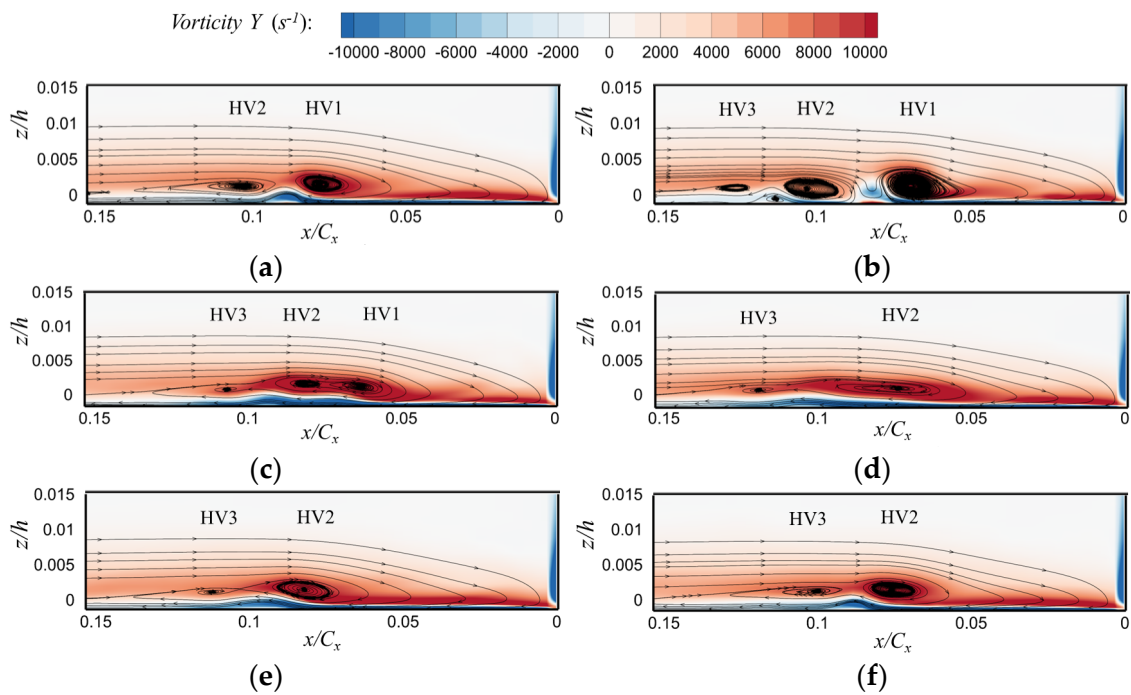 Vorticity Y (s⁻¹):
-10000 -8000 -6000 -4000 -2000 0 2000 4000 6000 8000 10000
0.015
z/h
0.01
0.005
0
HV2 HV1
0.15 0.1 0.05 0
x/Cₓ
(a)
0.015
z/h
0.01
0.005
0
HV3 HV2 HV1
0.15 0.1 0.05 0
x/Cₓ
(b)
0.015
z/h
0.01
0.005
0
HV3 HV2 HV1
0.15 0.1 0.05 0
x/Cₓ
(c)
0.015
z/h
0.01
0.005
0
HV3 HV2
0.15 0.1 0.05 0
x/Cₓ
(d)
0.015
z/h
0.01
0.005
0
HV3 HV2
0.15 0.1 0.05 0
x/Cₓ
(e)
0.015
z/h
0.01
0.005
0
HV3 HV2
0.15 0.1 0.05 0
x/Cₓ
(f)